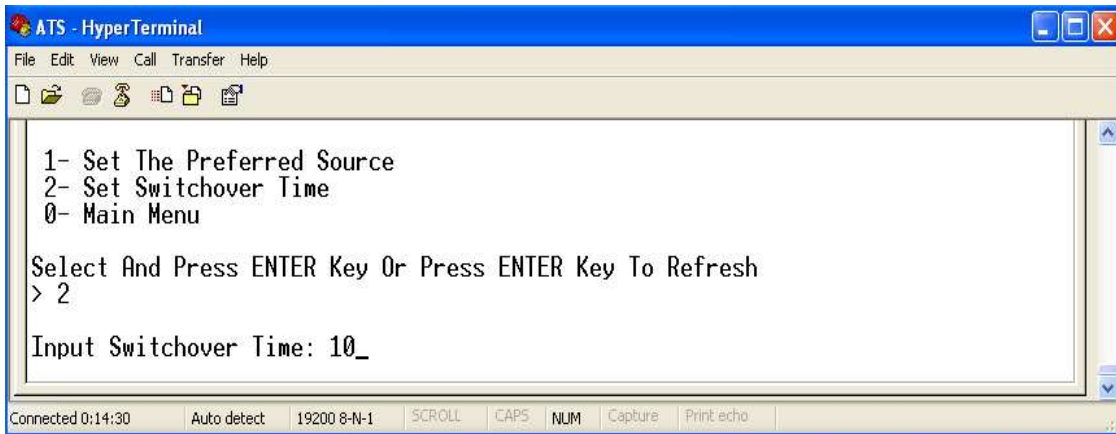 ATS - HyperTerminal
File Edit View Call Transfer Help
1- Set The Preferred Source
2- Set Switchover Time
0- Main Menu
Select And Press ENTER Key Or Press ENTER Key To Refresh
> 2
Input Switchover Time: 10_
Connected 0:14:30 Auto detect 19200 8-N-1 SCROLL CAPS NUM Capture Print echo